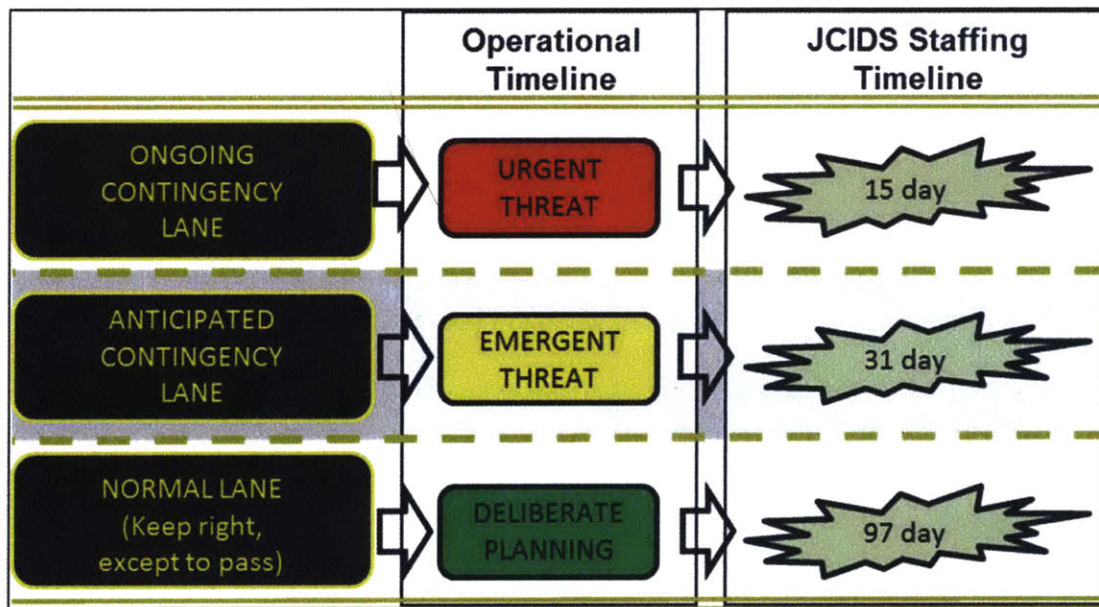 Operational
Timeline
JCIDS Staffing
Timeline
ONGOING
CONTINGENCY
LANE
URGENT
THREAT
15 day
ANTICIPATED
CONTINGENCY
LANE
EMERGENT
THREAT
31 day
NORMAL LANE
(Keep right,
except to pass)
DELIBERATE
PLANNING
97 day